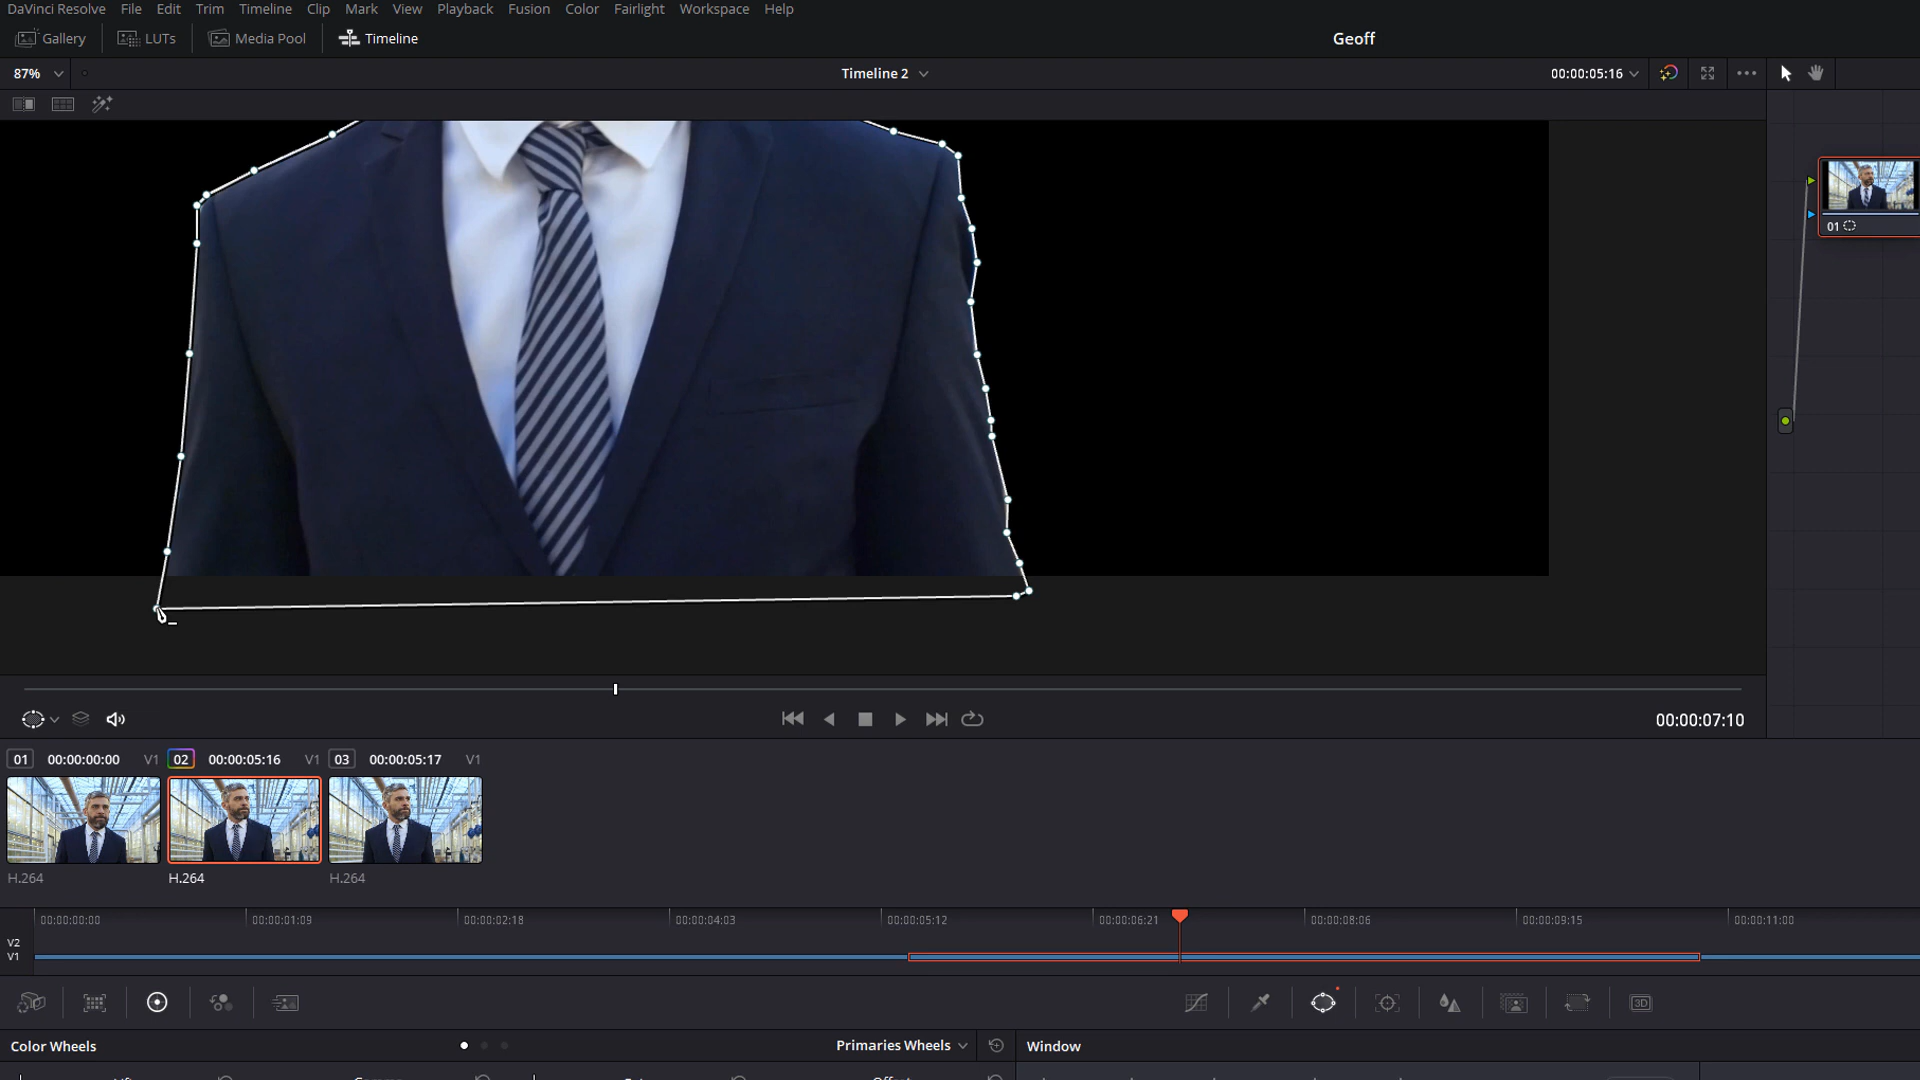 DaVinci Resolve File Edit Trim Timeline Clip Mark View Playback Fusion Color Fairlight Workspace Help
Gallery LUTs Media Pool Timeline Geoff
87% Timeline 2 00:00:05:16
01
00:00:07:10
01 00:00:00:00 V1 02 00:00:05:16 V1 03 00:00:05:17 V1
H.264 H.264 H.264
00:00:00:00 00:00:01:09 00:00:02:18 00:00:04:03 00:00:05:12 00:00:06:21 00:00:08:06 00:00:09:15 00:00:11:00
V2
V1
3D
Color Wheels Primaries Wheels Window